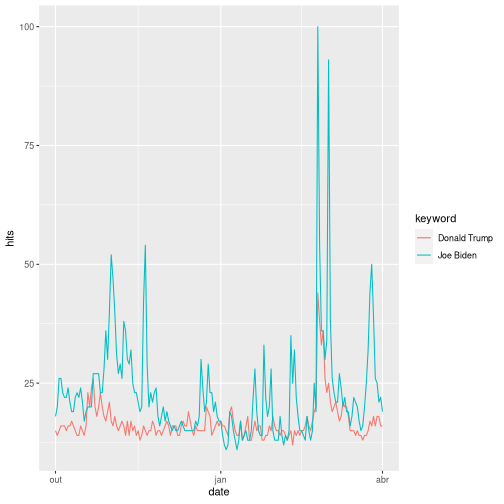 100
75
50
25
hits
out
jan
abr
date
keyword
Donald Trump
Joe Biden